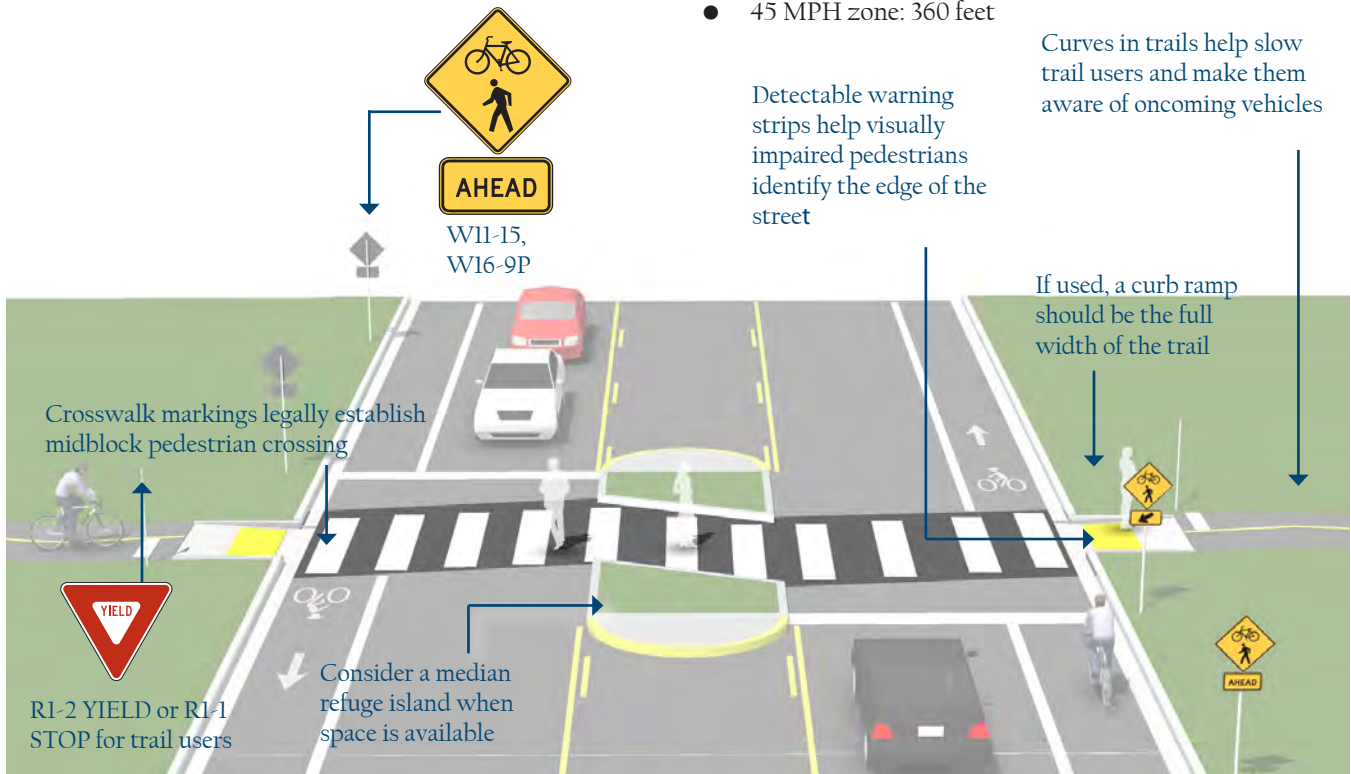 ● 45 MPH zone: 360 feet
Curves in trails help slow
trail users and make them
aware of oncoming vehicles
Detectable warning
strips help visually
impaired pedestrians
identify the edge of the
street
AHEAD
W11-15,
W16-9P
If used, a curb ramp
should be the full
width of the trail
Crosswalk markings legally establish
midblock pedestrian crossing
YIELD
R1-2 YIELD or R1-1
STOP for trail users
Consider a median
refuge island when
space is available
AHEAD